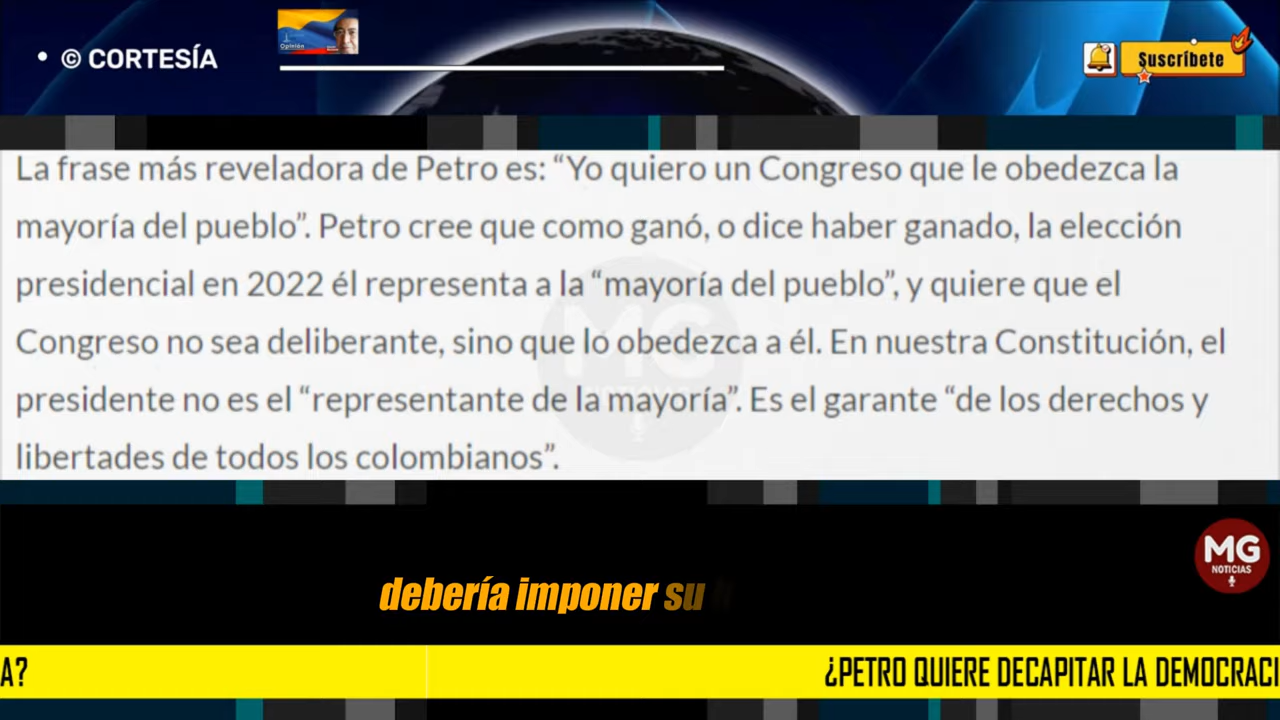 © CORTESÍA
Opinión
Suscríbete
La frase más reveladora de Petro es: “Yo quiero un Congreso que le obedezca la
mayoría del pueblo”. Petro cree que como ganó, o dice haber ganado, la elección
presidencial en 2022 él representa a la “mayoría del pueblo”, y quiere que el
Congreso no sea deliberante, sino que lo obedezca a él. En nuestra Constitución, el
presidente no es el “representante de la mayoría”. Es el garante “de los derechos y
libertades de todos los colombianos”.
MG
NOTICIAS
debería imponer su
MG
NOTICIAS
A?
¿PETRO QUIERE DECAPITAR LA DEMOCRACI